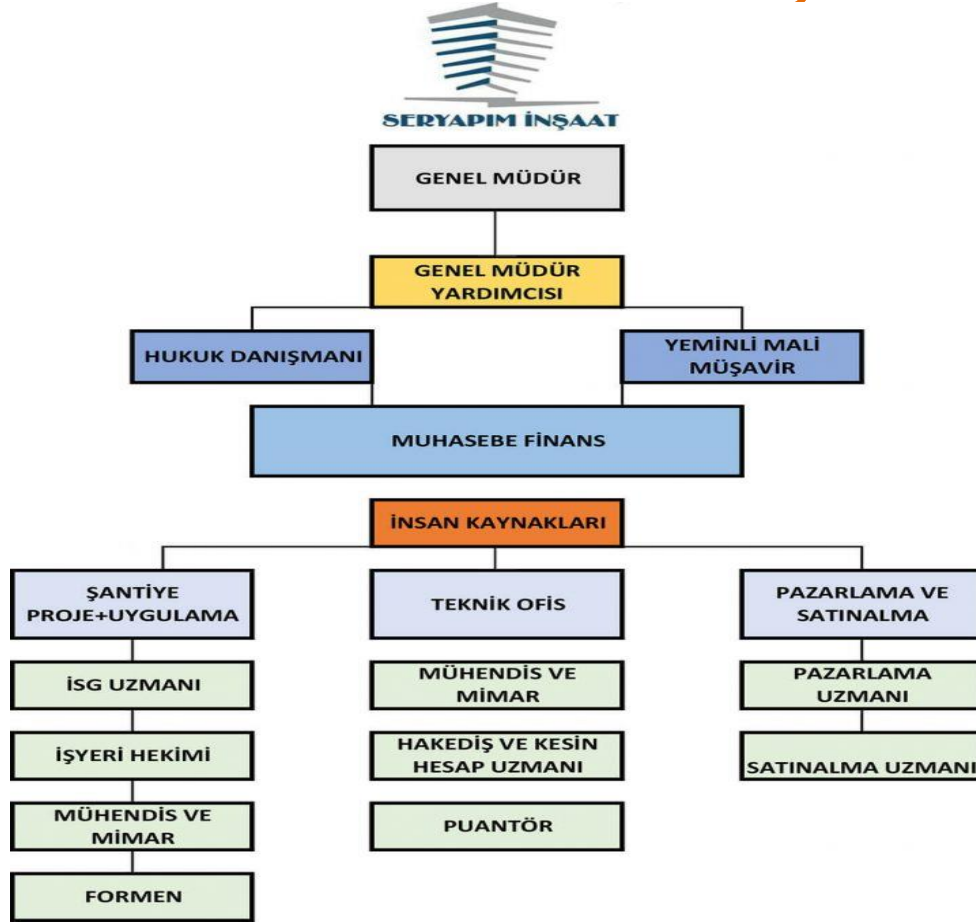 SERYAPIM İNŞAAT
GENEL MÜDÜR
GENEL MÜDÜR
YARDIMCISI
HUKUK DANIŞMANI
YEMİNLİ MALİ
MÜŞAVİR
MUHASEBE FİNANS
İNSAN KAYNAKLARI
ŞANTİYE
PROJE+UYGULAMA
TEKNİK OFİS
PAZARLAMA VE
SATINALMA
İSG UZMANI
MÜHENDİS VE
MİMAR
PAZARLAMA
UZMANI
İŞYERİ HEKİMİ
HAKEDİŞ VE KESİN
HESAP UZMANI
SATINALMA UZMANI
MÜHENDİS VE
MİMAR
PUANTÖR
FORMEN